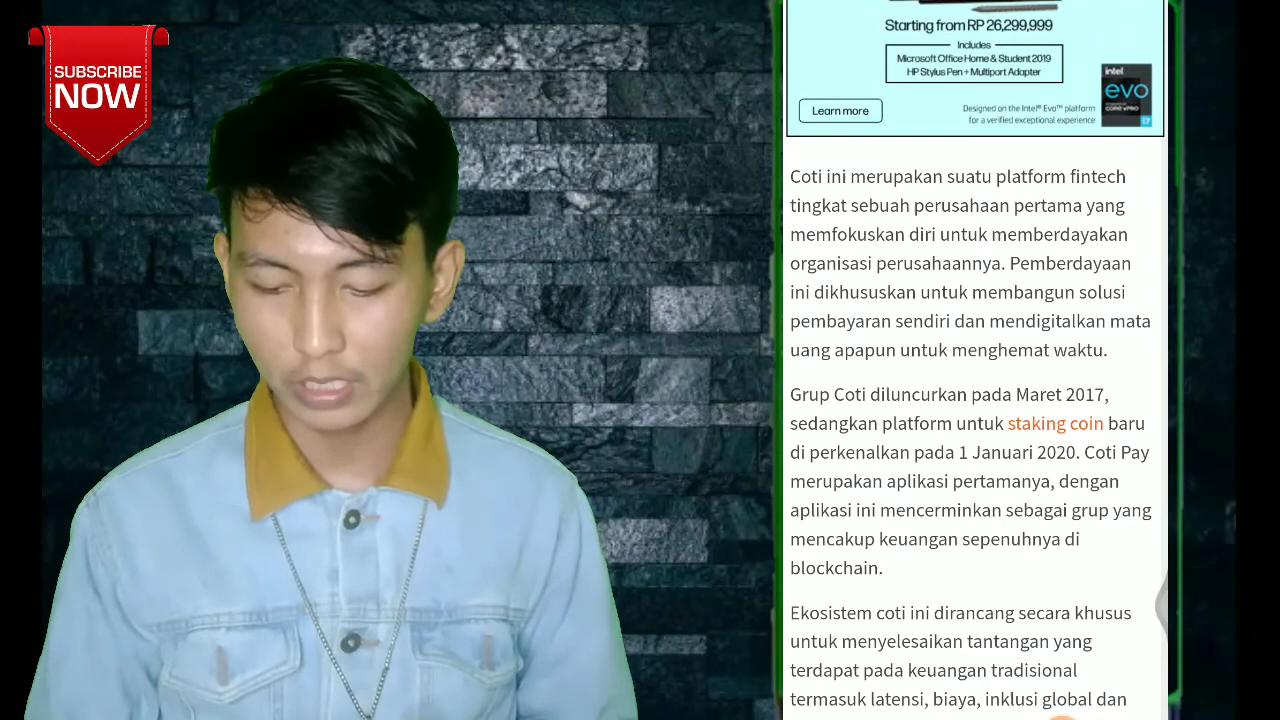 SUBSCRIBE
NOW
Starting from RP 26,299,999
Includes
Microsoft Office Home & Student 2019
HP Stylus Pen + Multiport Adapter
Learn more
Designed on the Intel® Evo™ platform
for a verified exceptional experience
intel
evo
CORE vPRO
i7
Coti ini merupakan suatu platform fintech
tingkat sebuah perusahaan pertama yang
memfokuskan diri untuk memberdayakan
organisasi perusahaannya. Pemberdayaan
ini dikhususkan untuk membangun solusi
pembayaran sendiri dan mendigitalkan mata
uang apapun untuk menghemat waktu.
Grup Coti diluncurkan pada Maret 2017,
sedangkan platform untuk staking coin baru
di perkenalkan pada 1 Januari 2020. Coti Pay
merupakan aplikasi pertamanya, dengan
aplikasi ini mencerminkan sebagai grup yang
mencakup keuangan sepenuhnya di
blockchain.
Ekosistem coti ini dirancang secara khusus
untuk menyelesaikan tantangan yang
terdapat pada keuangan tradisional
termasuk latensi, biaya, inklusi global dan